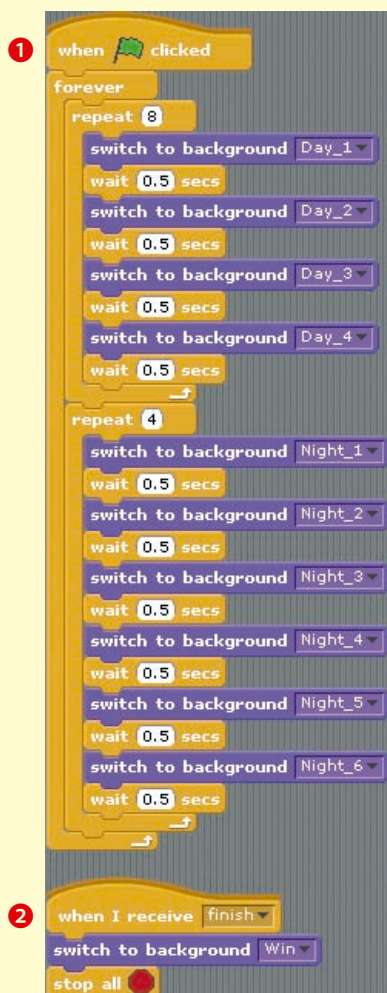 1
when clicked
forever
repeat 8
switch to background Day_1
wait 0.5 secs
switch to background Day_2
wait 0.5 secs
switch to background Day_3
wait 0.5 secs
switch to background Day_4
wait 0.5 secs
repeat 4
switch to background Night_1
wait 0.5 secs
switch to background Night_2
wait 0.5 secs
switch to background Night_3
wait 0.5 secs
switch to background Night_4
wait 0.5 secs
switch to background Night_5
wait 0.5 secs
switch to background Night_6
wait 0.5 secs
2
when I receive finish
switch to background Win
stop all